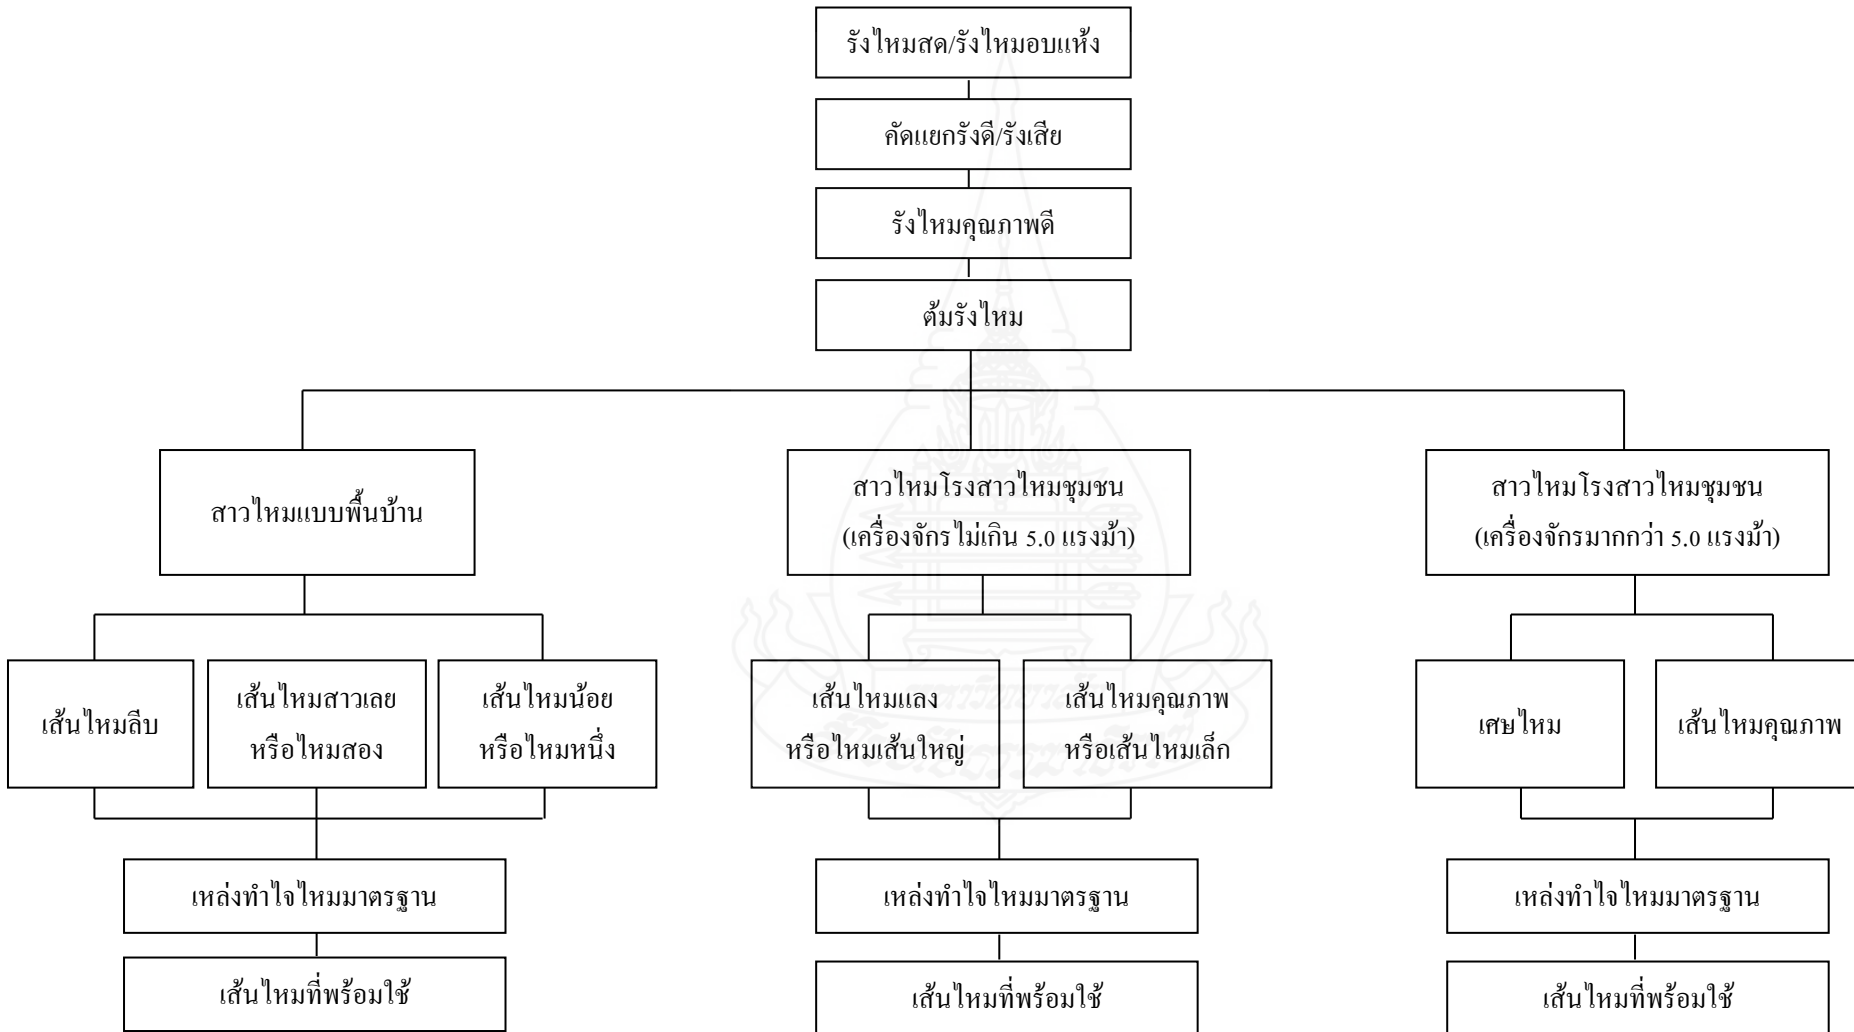 รังไหมสด/รังไหมอบแห้ง
คัดแยกรังดี/รังเสีย
รังไหมคุณภาพดี
ต้มรังไหม
สาวไหมแบบพื้นบ้าน
สาวไหมโรงสาวไหมชุมชน
(เครื่องจักรไม่เกิน 5.0 แรงม้า)
สาวไหมโรงสาวไหมชุมชน
(เครื่องจักรมากกว่า 5.0 แรงม้า)
เส้นไหมลีบ
เส้นไหมสาวเลย
หรือไหมสอง
เส้นไหมน้อย
หรือไหมหนึ่ง
เส้นไหมแลง
หรือไหมเส้นใหญ่
เส้นไหมคุณภาพ
หรือเส้นไหมเล็ก
เศษไหม
เส้นไหมคุณภาพ
เหล่งทำไจไหมมาตรฐาน
เหล่งทำไจไหมมาตรฐาน
เหล่งทำไจไหมมาตรฐาน
เส้นไหมที่พร้อมใช้
เส้นไหมที่พร้อมใช้
เส้นไหมที่พร้อมใช้